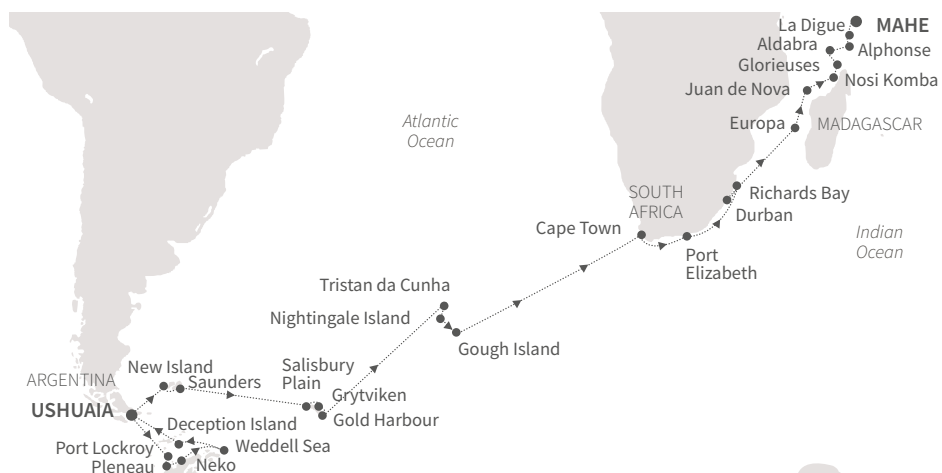 La Digue
MAHE
Aldabra
Alphonse
Glorieuses
Nosi Komba
Juan de Nova
Europa
MADAGASCAR
Atlantic
Ocean
SOUTH
AFRICA
Richards Bay
Durban
Cape Town
Indian
Ocean
Port
Elizabeth
Tristan da Cunha
Nightingale Island
Gough Island
New Island
Salisbury
Plain
ARGENTINA
Saunders
Grytviken
USHUAIA
Gold Harbour
Deception Island
Port Lockroy
Weddell Sea
Pleneau
Neko